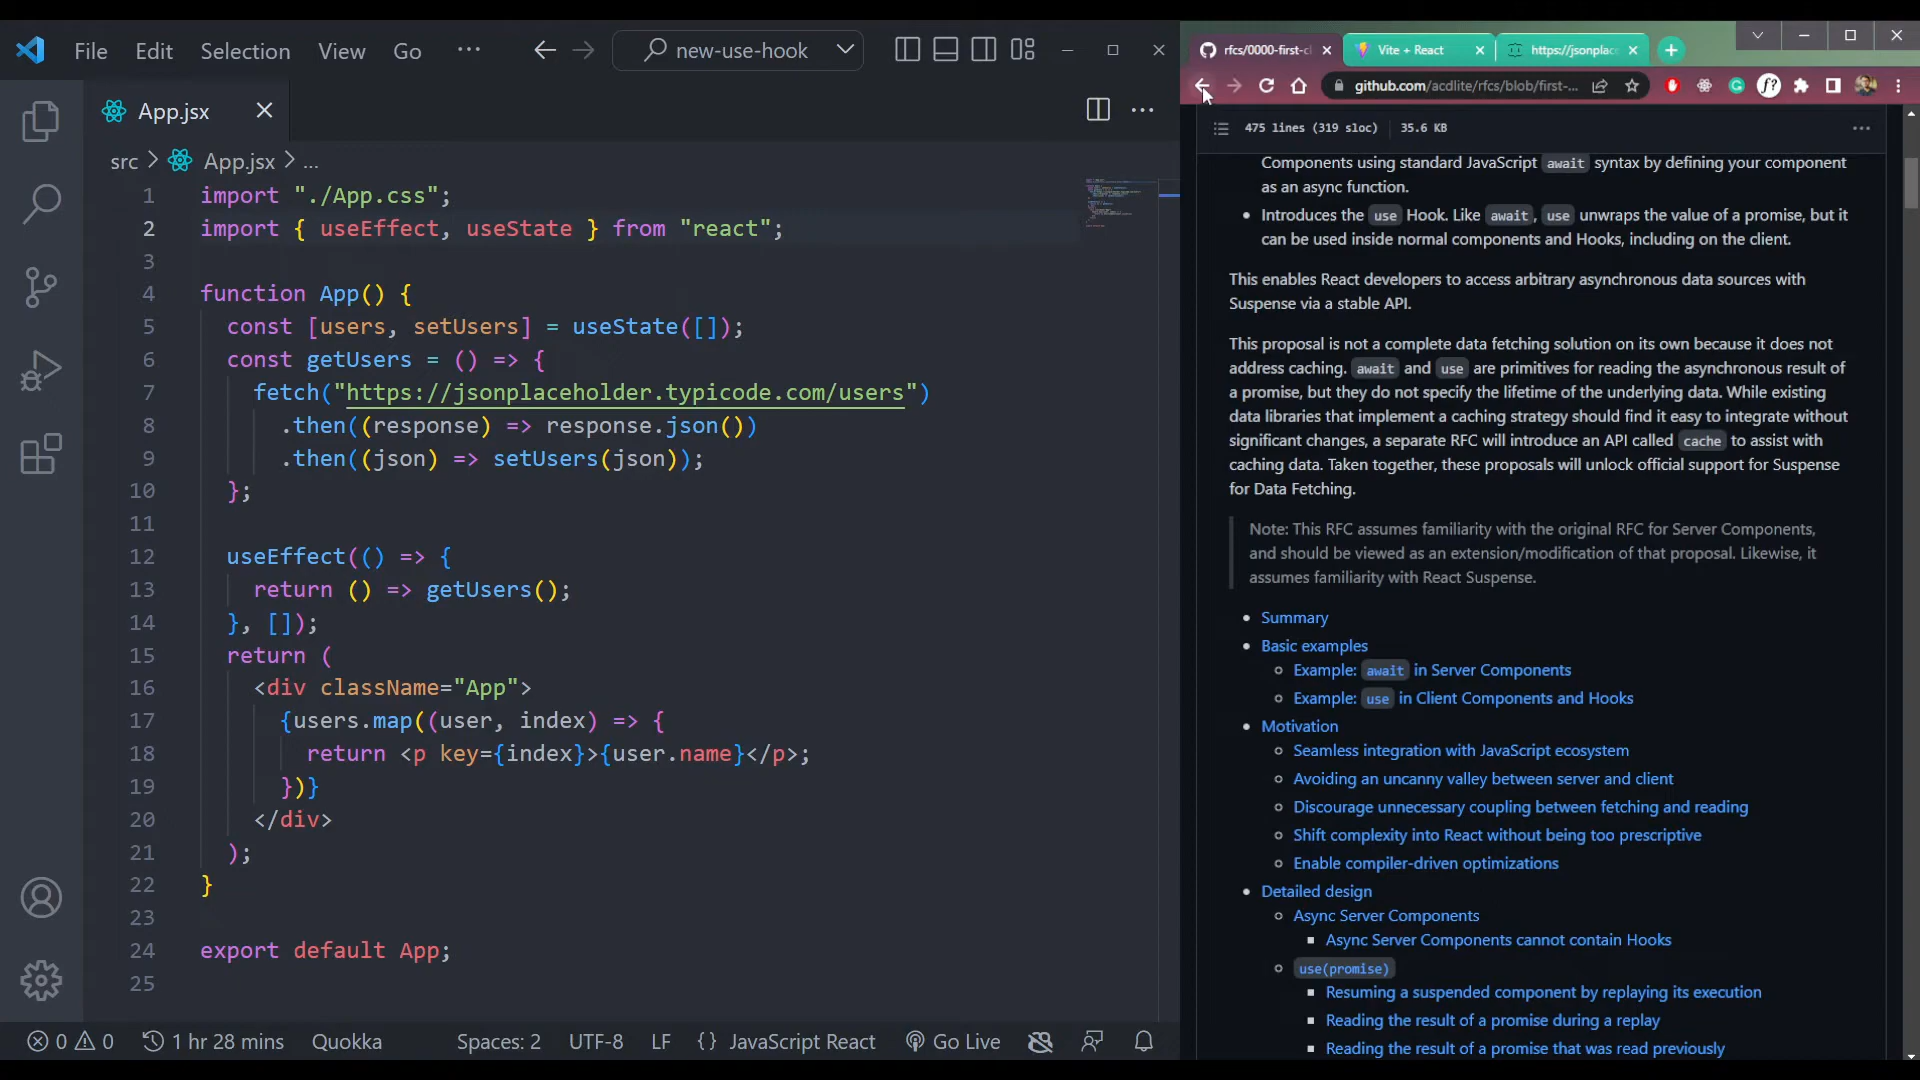 File Edit Selection View Go ··· new-use-hook
App.jsx
src > App.jsx > ...
1 import "./App.css";
2 import { useEffect, useState } from "react";
3
4 function App() {
5 const [users, setUsers] = useState([]);
6 const getUsers = () => {
7 fetch("https://jsonplaceholder.typicode.com/users")
8 .then((response) => response.json())
9 .then((json) => setUsers(json));
10 };
11
12 useEffect(() => {
13 return () => getUsers();
14 }, []);
15 return (
16 <div className="App">
17 {users.map((user, index) => {
18 return <p key={index}>{user.name}</p>;
19 })}
20 </div>
21 );
22 }
23
24 export default App;
25
0 0 1 hr 28 mins Quokka Spaces: 2 UTF-8 LF {} JavaScript React Go Live
rfcs/0000-first-cl Vite + React https://jsonplac
github.com/acdlite/rfcs/blob/first-...
475 lines (319 sloc) 35.6 KB
Components using standard JavaScript await syntax by defining your component
as an async function.
Introduces the use Hook. Like await, use unwraps the value of a promise, but it
can be used inside normal components and Hooks, including on the client.
This enables React developers to access arbitrary asynchronous data sources with
Suspense via a stable API.
This proposal is not a complete data fetching solution on its own because it does not
address caching. await and use are primitives for reading the asynchronous result of
a promise, but they do not specify the lifetime of the underlying data. While existing
data libraries that implement a caching strategy should find it easy to integrate without
significant changes, a separate RFC will introduce an API called cache to assist with
caching data. Taken together, these proposals will unlock official support for Suspense
for Data Fetching.
Note: This RFC assumes familiarity with the original RFC for Server Components,
and should be viewed as an extension/modification of that proposal. Likewise, it
assumes familiarity with React Suspense.
Summary
Basic examples
Example: await in Server Components
Example: use in Client Components and Hooks
Motivation
Seamless integration with JavaScript ecosystem
Avoiding an uncanny valley between server and client
Discourage unnecessary coupling between fetching and reading
Shift complexity into React without being too prescriptive
Enable compiler-driven optimizations
Detailed design
Async Server Components
Async Server Components cannot contain Hooks
use(promise)
Resuming a suspended component by replaying its execution
Reading the result of a promise during a replay
Reading the result of a promise that was read previously